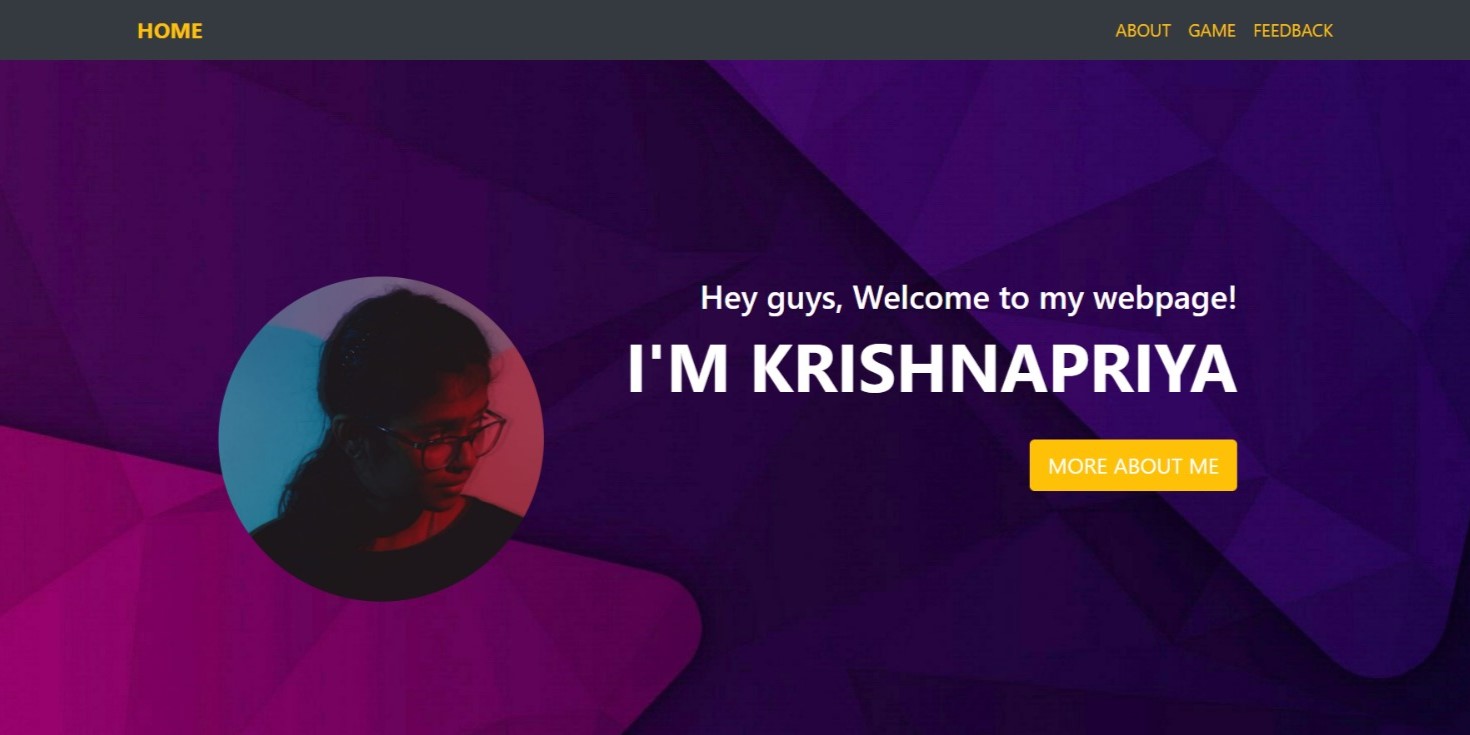 HOME
ABOUT GAME FEEDBACK
Hey guys, Welcome to my webpage!
I'M KRISHNAPRIYA
MORE ABOUT ME